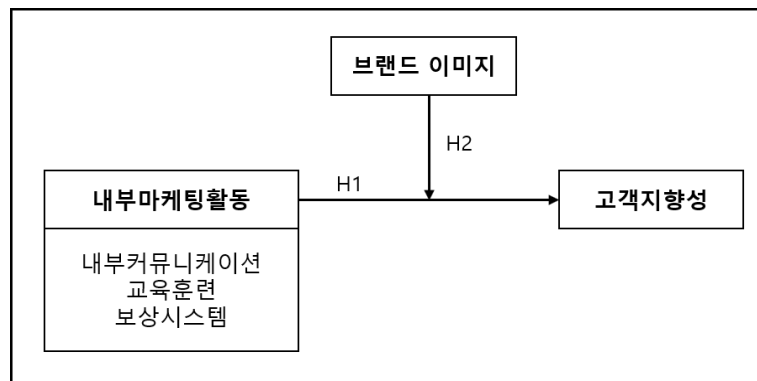 브랜드 이미지
H2
H1
내부마케팅활동
고객지향성
내부커뮤니케이션
교육훈련
보상시스템